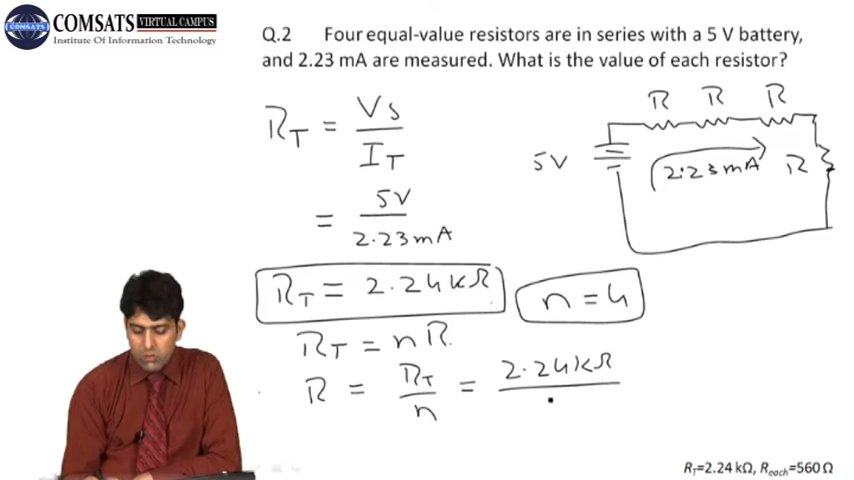 COMSATS VIRTUAL CAMPUS
Institute Of Information Technology
Q.2 Four equal-value resistors are in series with a 5 V battery,
and 2.23 mA are measured. What is the value of each resistor?
R R R
R_T = Vs / I_T
5V 2.23mA R
= 5V / 2.23mA
R_T = 2.24kΩ n = 4
R_T = nR
R = R_T / n = 2.24kΩ
R_T=2.24 kΩ, R_each=560 Ω